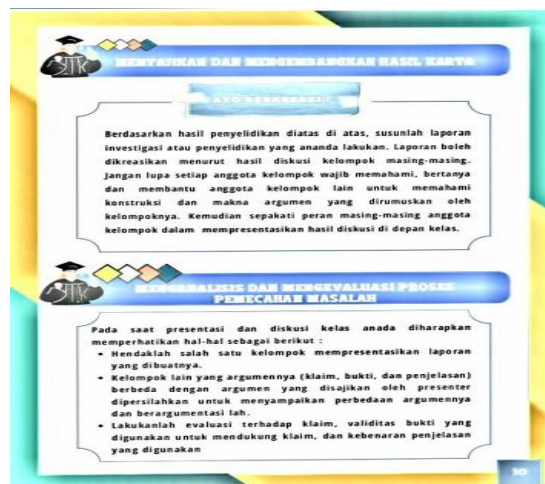 MENYAJIKAN DAN MENGEMBANGKAN HASIL KARYA
AYO BERKREASI !
Berdasarkan hasil penyelidikan diatas di atas, susunlah laporan
investigasi atau penyelidikan yang ananda lakukan. Laporan boleh
dikreasikan menurut hasil diskusi kelompok masing-masing.
Jangan lupa setiap anggota kelompok wajib memahami, bertanya
dan membantu anggota kelompok lain untuk memahami
konstruksi dan makna argumen yang dirumuskan oleh
kelompoknya. Kemudian sepakati peran masing-masing anggota
kelompok dalam mempresentasikan hasil diskusi di depan kelas.
MENGANALISIS DAN MENGEVALUASI PROSES
PEMECAHAN MASALAH
Pada saat presentasi dan diskusi kelas anada diharapkan
memperhatikan hal-hal sebagai berikut :
• Hendaklah salah satu kelompok mempresentasikan laporan
yang dibuatnya.
• Kelompok lain yang argumennya (klaim, bukti, dan penjelasan)
berbeda dengan argumen yang disajikan oleh presenter
dipersilahkan untuk menyampaikan perbedaan argumennya
dan berargumentasi lah.
• Lakukanlah evaluasi terhadap klaim, validitas bukti yang
digunakan untuk mendukung klaim, dan kebenaran penjelasan
yang digunakan
30